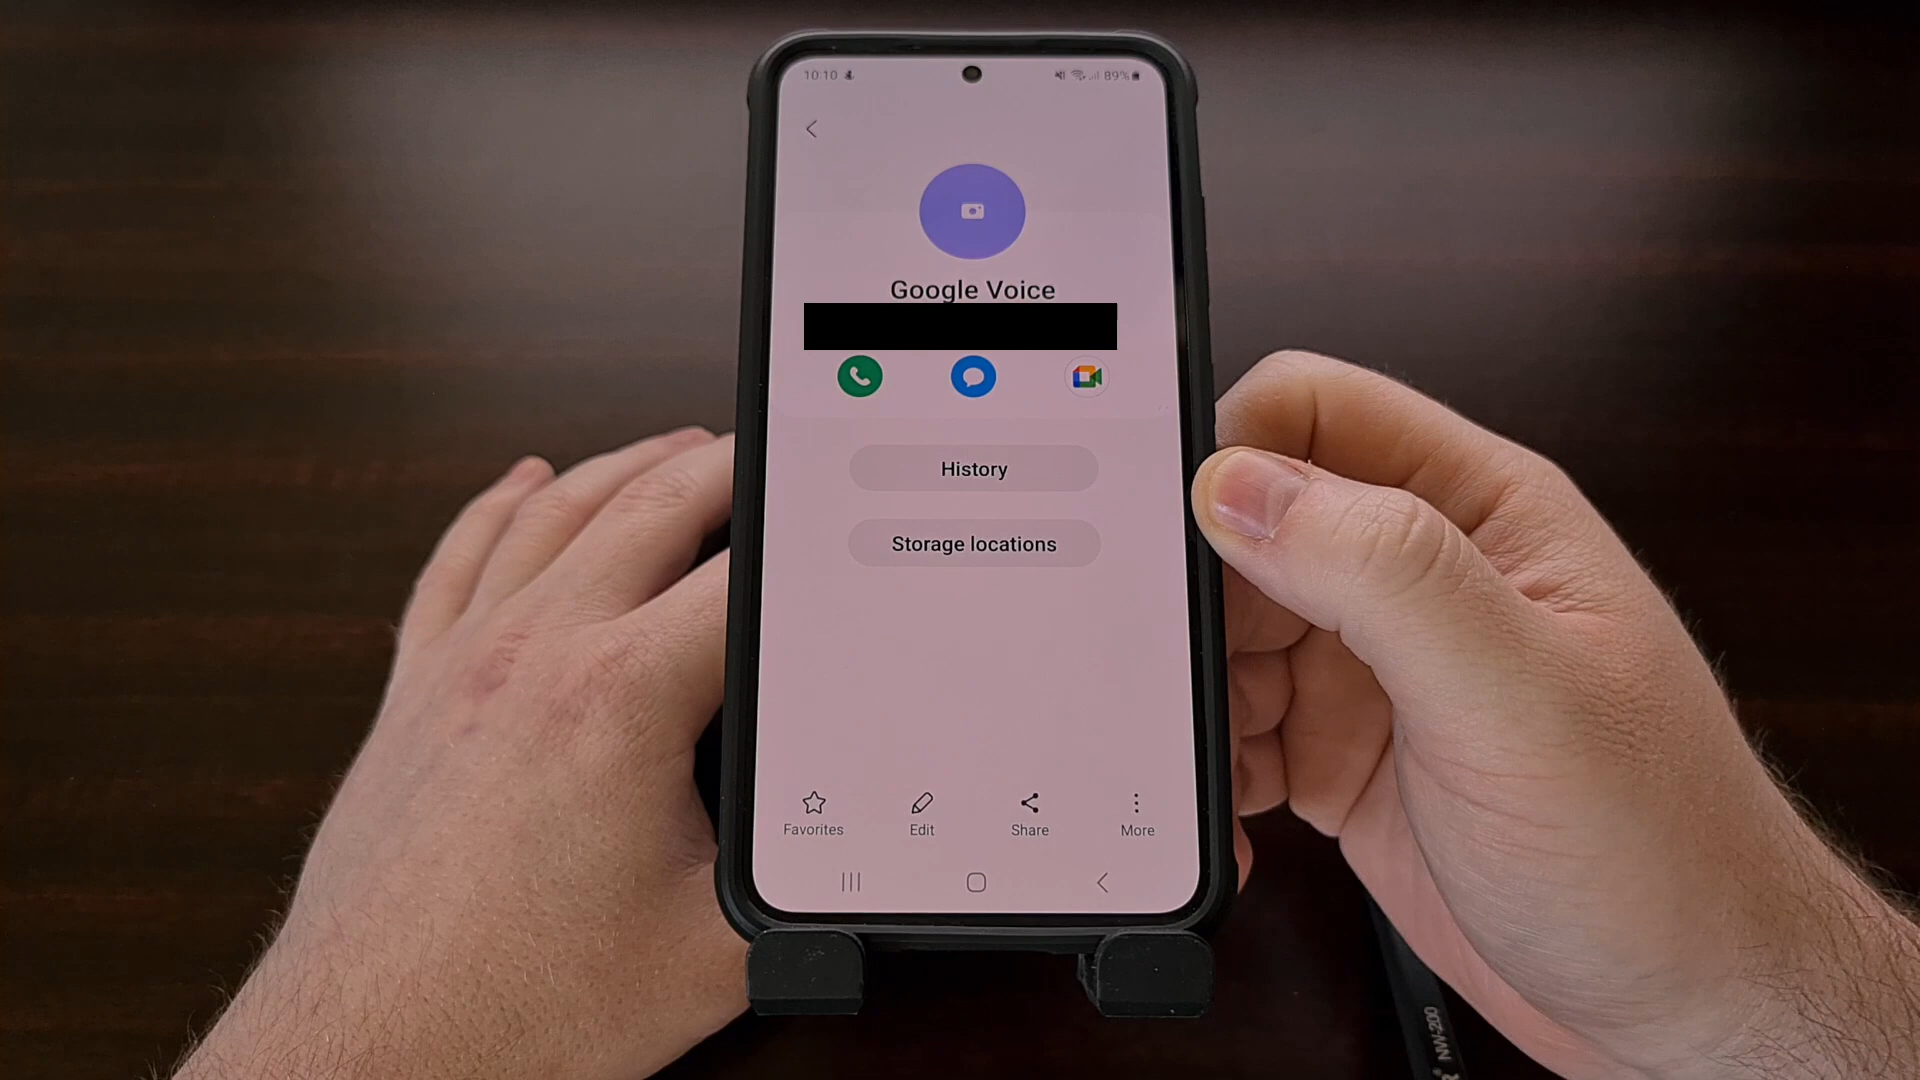 10:10 89%
Google Voice
History
Storage locations
Favorites Edit Share More
NW-200